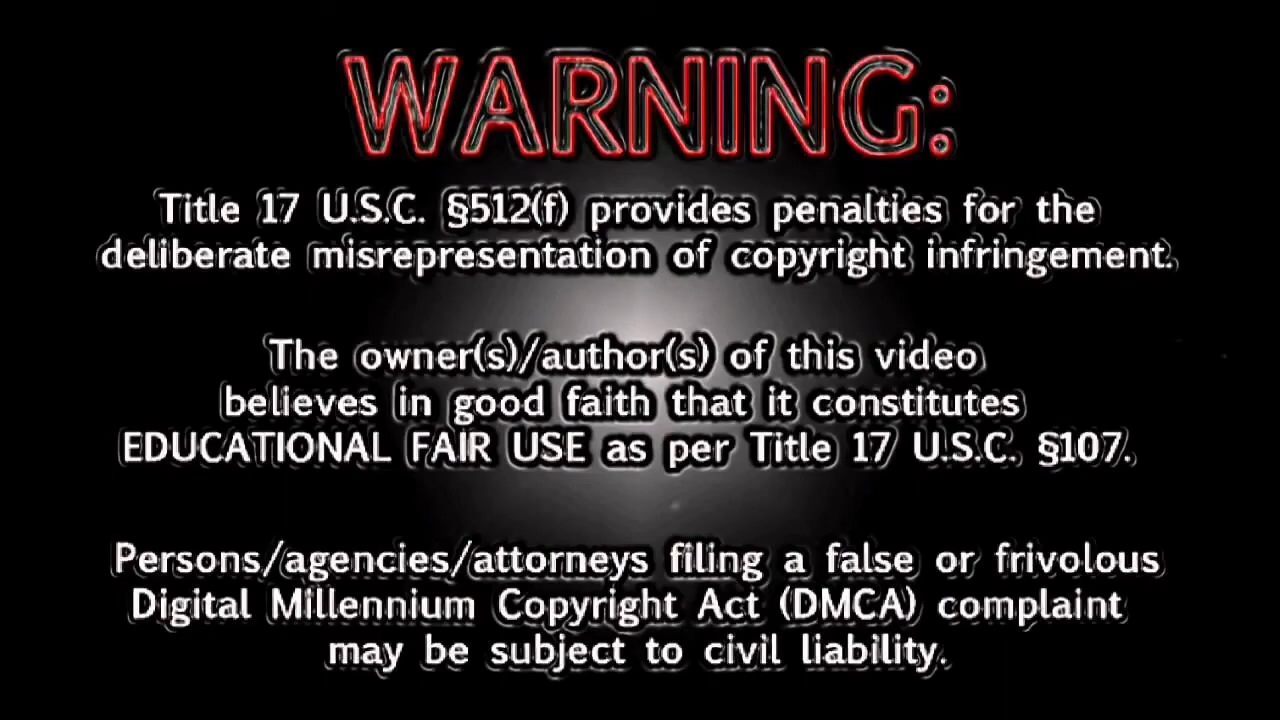 WARNING:
Title 17 U.S.C. §512(f) provides penalties for the
deliberate misrepresentation of copyright infringement.
The owner(s)/author(s) of this video
believes in good faith that it constitutes
EDUCATIONAL FAIR USE as per Title 17 U.S.C. §107.
Persons/agencies/attorneys filing a false or frivolous
Digital Millennium Copyright Act (DMCA) complaint
may be subject to civil liability.